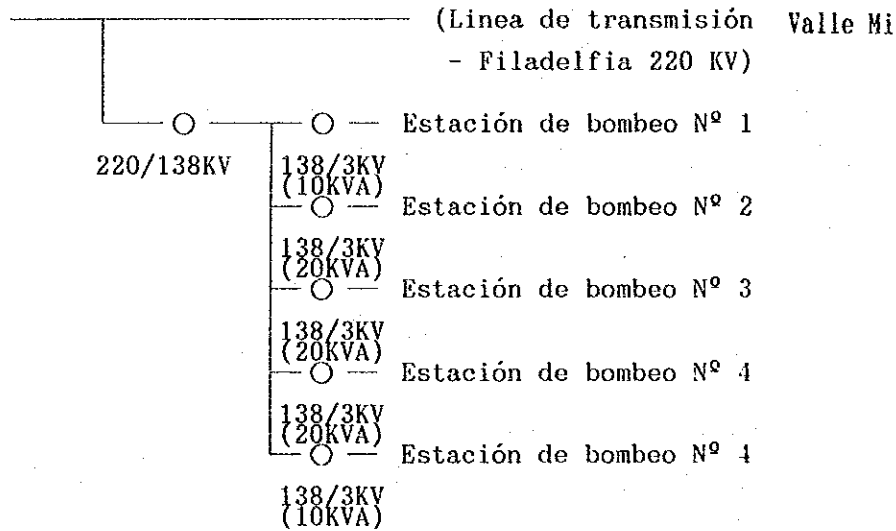 (Linea de transmisión Valle Mi
- Filadelfia 220 KV)
Estación de bombeo Nº 1
220/138KV
138/3KV
(10KVA)
Estación de bombeo Nº 2
138/3KV
(20KVA)
Estación de bombeo Nº 3
138/3KV
(20KVA)
Estación de bombeo Nº 4
138/3KV
(20KVA)
Estación de bombeo Nº 4
138/3KV
(10KVA)